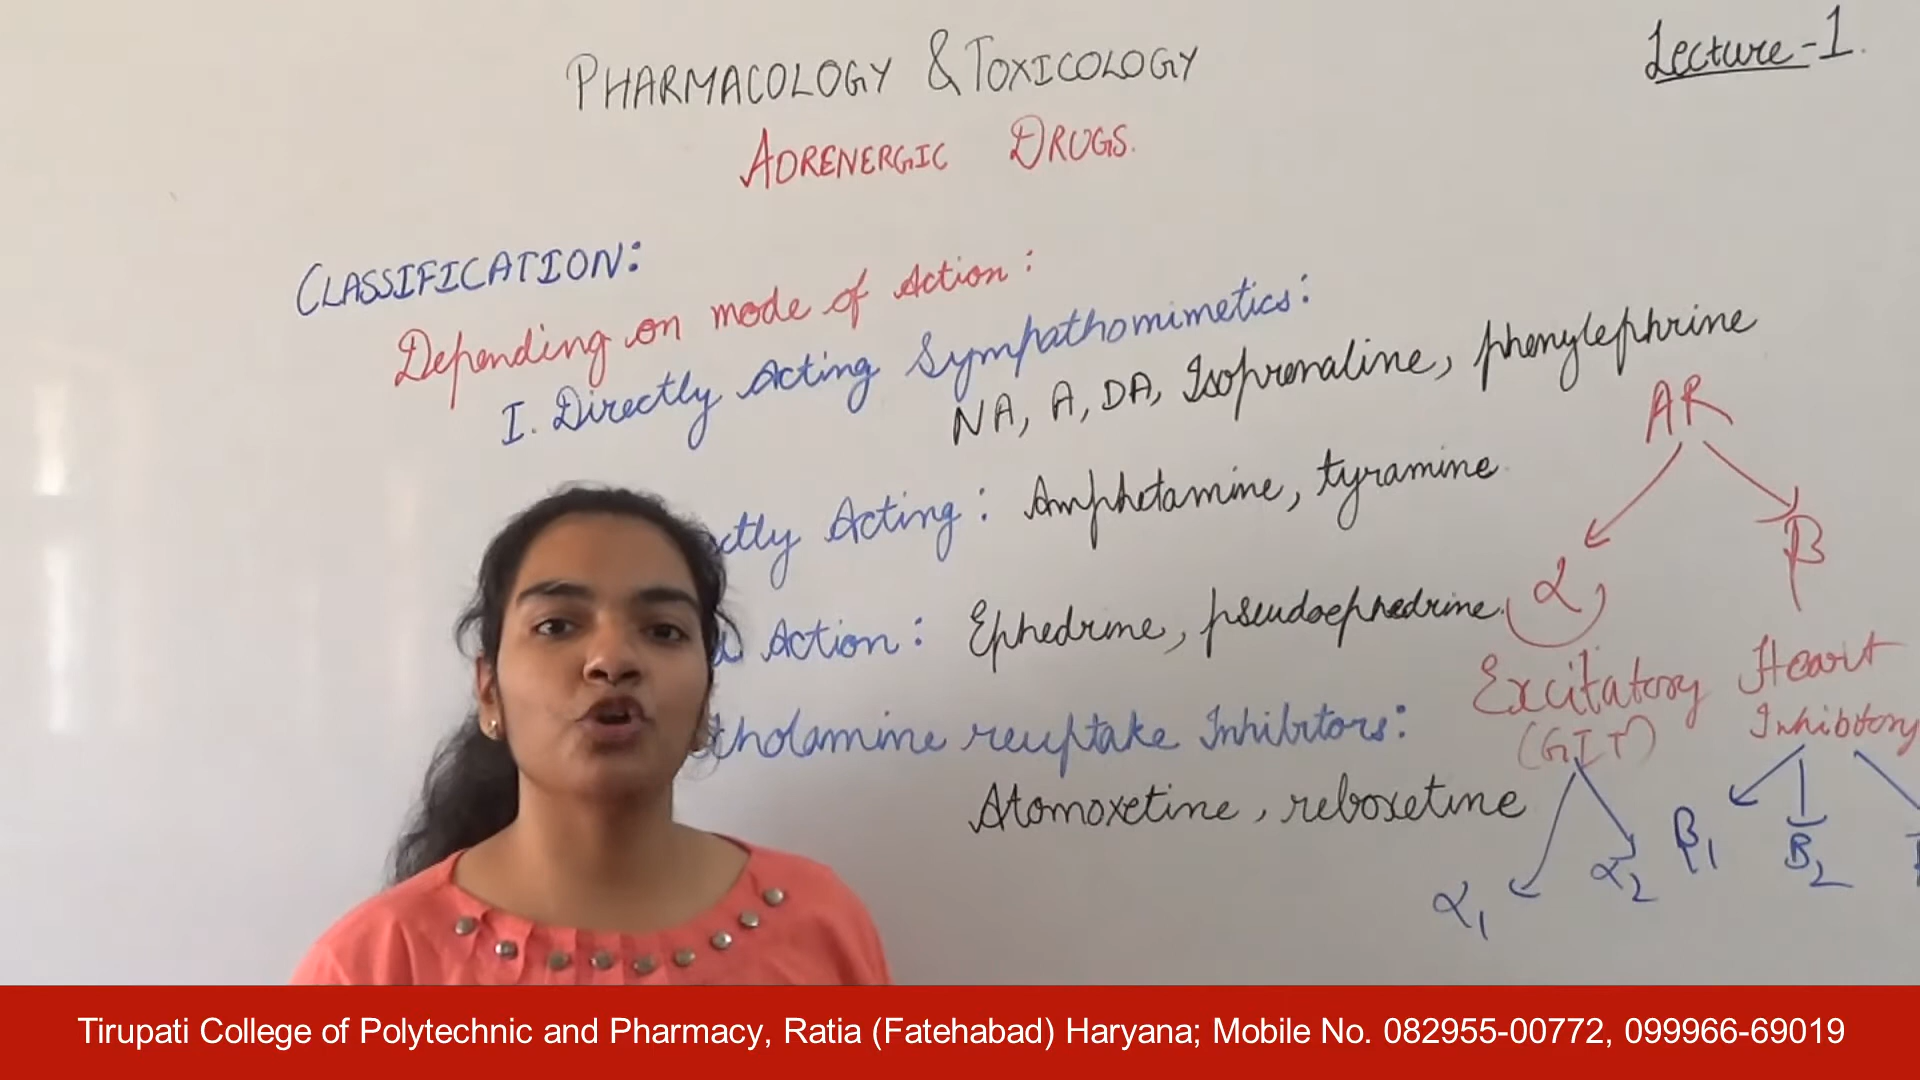 Lecture-1.
PHARMACOLOGY & TOXICOLOGY
ADRENERGIC DRUGS.
CLASSIFICATION:
Depending on mode of Action:
I. Directly Acting Sympathomimetics:
NA, A, DA, Isoprenaline, phenylephrine
ctly Acting: Amphetamine, tyramine
Action: Ephedrine, pseudoephedrine
cholamine reuptake Inhibitors:
Atomoxetine, reboxetine
AR
α β
Excitatory Heart
(GIT) Inhibitory
α1 α2 β1 β2
Tirupati College of Polytechnic and Pharmacy, Ratia (Fatehabad) Haryana; Mobile No. 082955-00772, 099966-69019